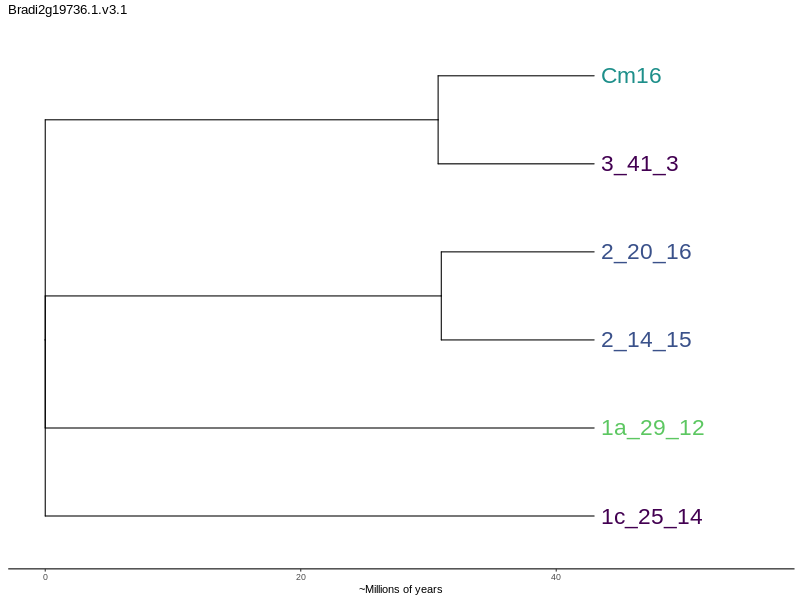 Bradi2g19736.1.v3.1
Cm16
3_41_3
2_20_16
2_14_15
1a_29_12
1c_25_14
0 20 40
~Millions of years